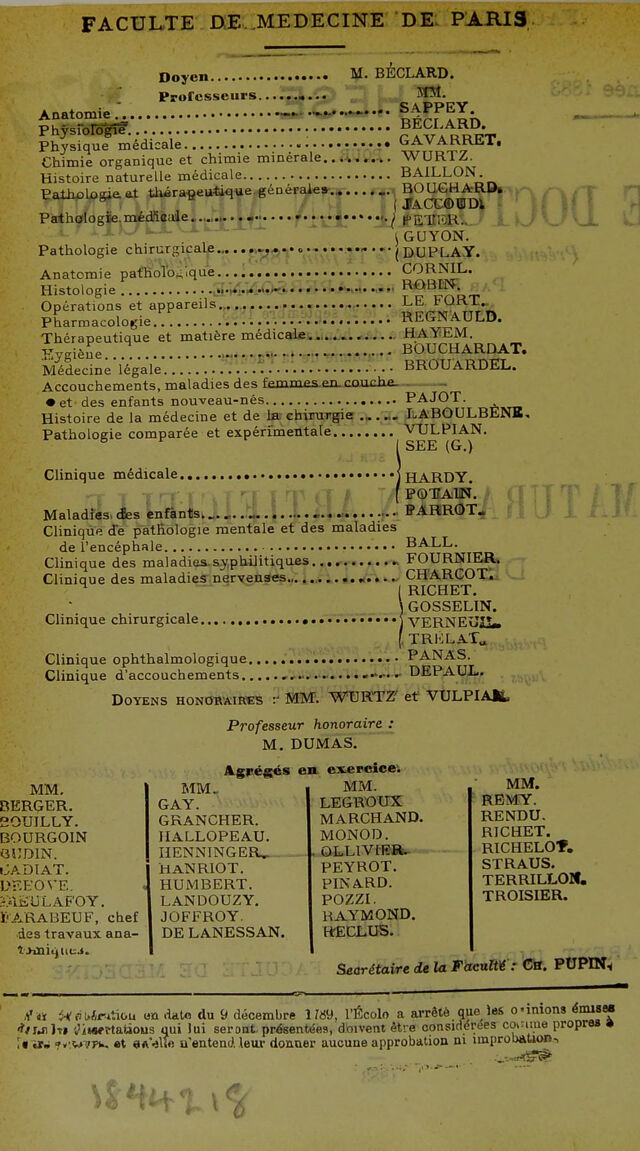 FACULTE DE MEDECINE DE PARIS
Doyen................. M. BÉCLARD.
Professeurs.......... MM.
Anatomie........ SAPPEY.
Physiologie........ BÉCLARD.
Physique médicale........ GAVARRET.
Chimie organique et chimie minérale........ WURTZ.
Histoire naturelle médicale........ BAILLON.
Pathologie et thérapeutique générales........ BOUCHARD.
Pathologie médicale........ { JACCOUD.
PETER.
Pathologie chirurgicale........ { GUYON.
DUPLAY.
Anatomie pathologique........ CORNIL.
Histologie........ ROBIN.
Opérations et appareils........ LE FORT.
Pharmacologie........ REGNAULD.
Thérapeutique et matière médicale........ HAYEM.
Hygiène........ BOUCHARDAT.
Médecine légale........ BROUARDEL.
Accouchements, maladies des femmes en couche
et des enfants nouveau-nés........ PAJOT.
Histoire de la médecine et de la chirurgie ..... LABOULBÈNE.
Pathologie comparée et expérimentale........ VULPIAN.
SEE (G.)
Clinique médicale........ { HARDY.
POTAIN.
Maladies des enfants........ PARROT.
Clinique de pathologie mentale et des maladies
de l'encéphale........ BALL.
Clinique des maladies syphilitiques........ FOURNIER.
Clinique des maladies nerveuses........ CHARCOT.
RICHET.
GOSSELIN.
Clinique chirurgicale........ { VERNEUIL.
TRELAT.
Clinique ophthalmologique........ PANAS.
Clinique d'accouchements........ DEPAUL.
DOYENS HONORAIRES : MM. WURTZ et VULPIAN.
Professeur honoraire :
M. DUMAS.
Agrégés en exercice.
MM.
BERGER.
BOUILLY.
BOURGOIN
BUDIN.
CADIAT.
DEBOVE.
DIEULAFOY.
FARABEUF, chef
des travaux ana-
tomiques.
MM.
GAY.
GRANCHER.
HALLOPEAU.
HENNINGER.
HANRIOT.
HUMBERT.
LANDOUZY.
JOFFROY.
DE LANESSAN.
MM.
LEGROUX
MARCHAND.
MONOD.
OLLIVIER.
PEYROT.
PINARD.
POZZI.
RAYMOND.
RECLUS.
MM.
REMY.
RENDU.
RICHET.
RICHELOT.
STRAUS.
TERRILLON.
TROISIER.
Secrétaire de la Faculté : CH. PUPIN.
délibération en date du 9 décembre 1789, l'École a arrêté que les opinions émises
dans les dissertations qui lui seront présentées, doivent être considérées comme propres à
et qu'elle n'entend leur donner aucune approbation ni improbation.
1844218